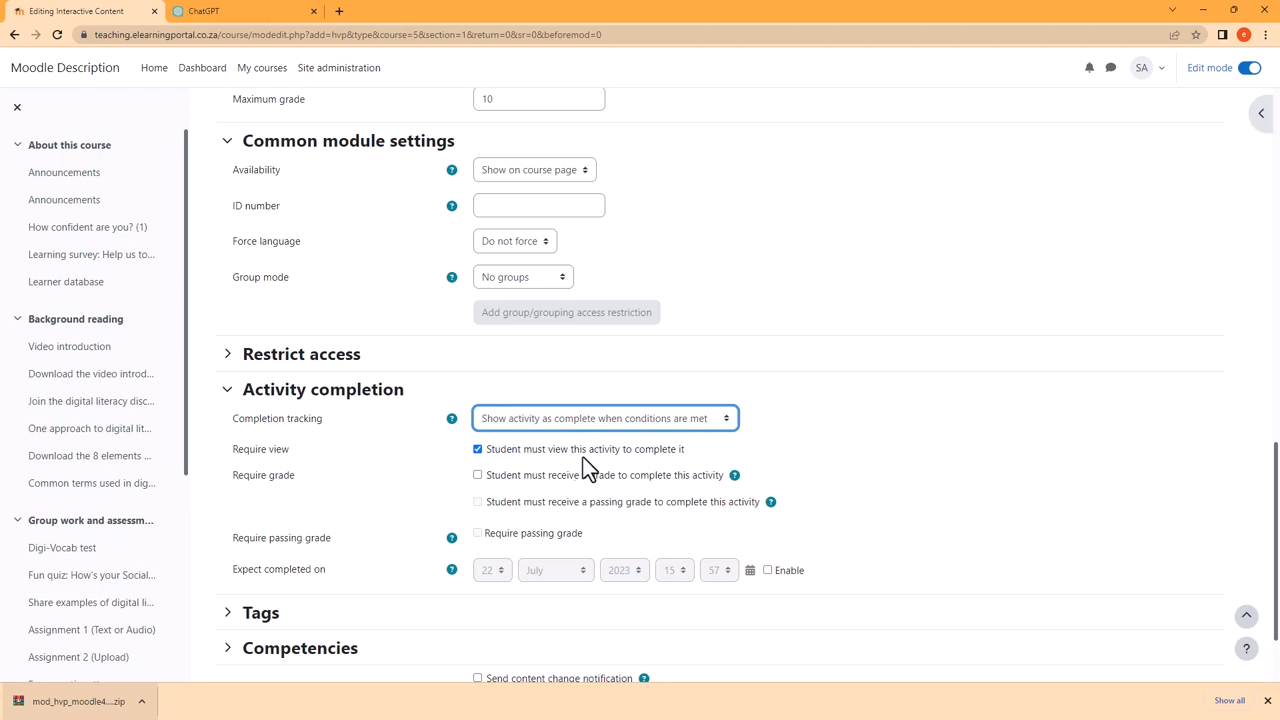 Editing Interactive Content
ChatGPT
teaching.elearningportal.co.za/course/modedit.php?add=hvp&type&course=5&section=1&return=0&sr=0&beforemod=0
e
Moodle Description
Home
Dashboard
My courses
Site administration
SA
Edit mode
About this course
Announcements
Announcements
How confident are you? (1)
Learning survey: Help us to...
Learner database
Background reading
Video introduction
Download the video introd...
Join the digital literacy disc...
One approach to digital lit...
Download the 8 elements ...
Common terms used in dig...
Group work and assessm...
Digi-Vocab test
Fun quiz: How's your Social...
Share examples of digital li...
Assignment 1 (Text or Audio)
Assignment 2 (Upload)
Maximum grade
10
Common module settings
Availability
?
Show on course page
ID number
?
Force language
Do not force
Group mode
?
No groups
Add group/grouping access restriction
Restrict access
Activity completion
Completion tracking
?
Show activity as complete when conditions are met
Require view
Student must view this activity to complete it
Require grade
Student must receive grade to complete this activity
?
Student must receive a passing grade to complete this activity
?
Require passing grade
?
Require passing grade
Expect completed on
?
22
July
2023
15
57
Enable
Tags
Competencies
Send content change notification
?
?
mod_hvp_moodle4....zip
Show all